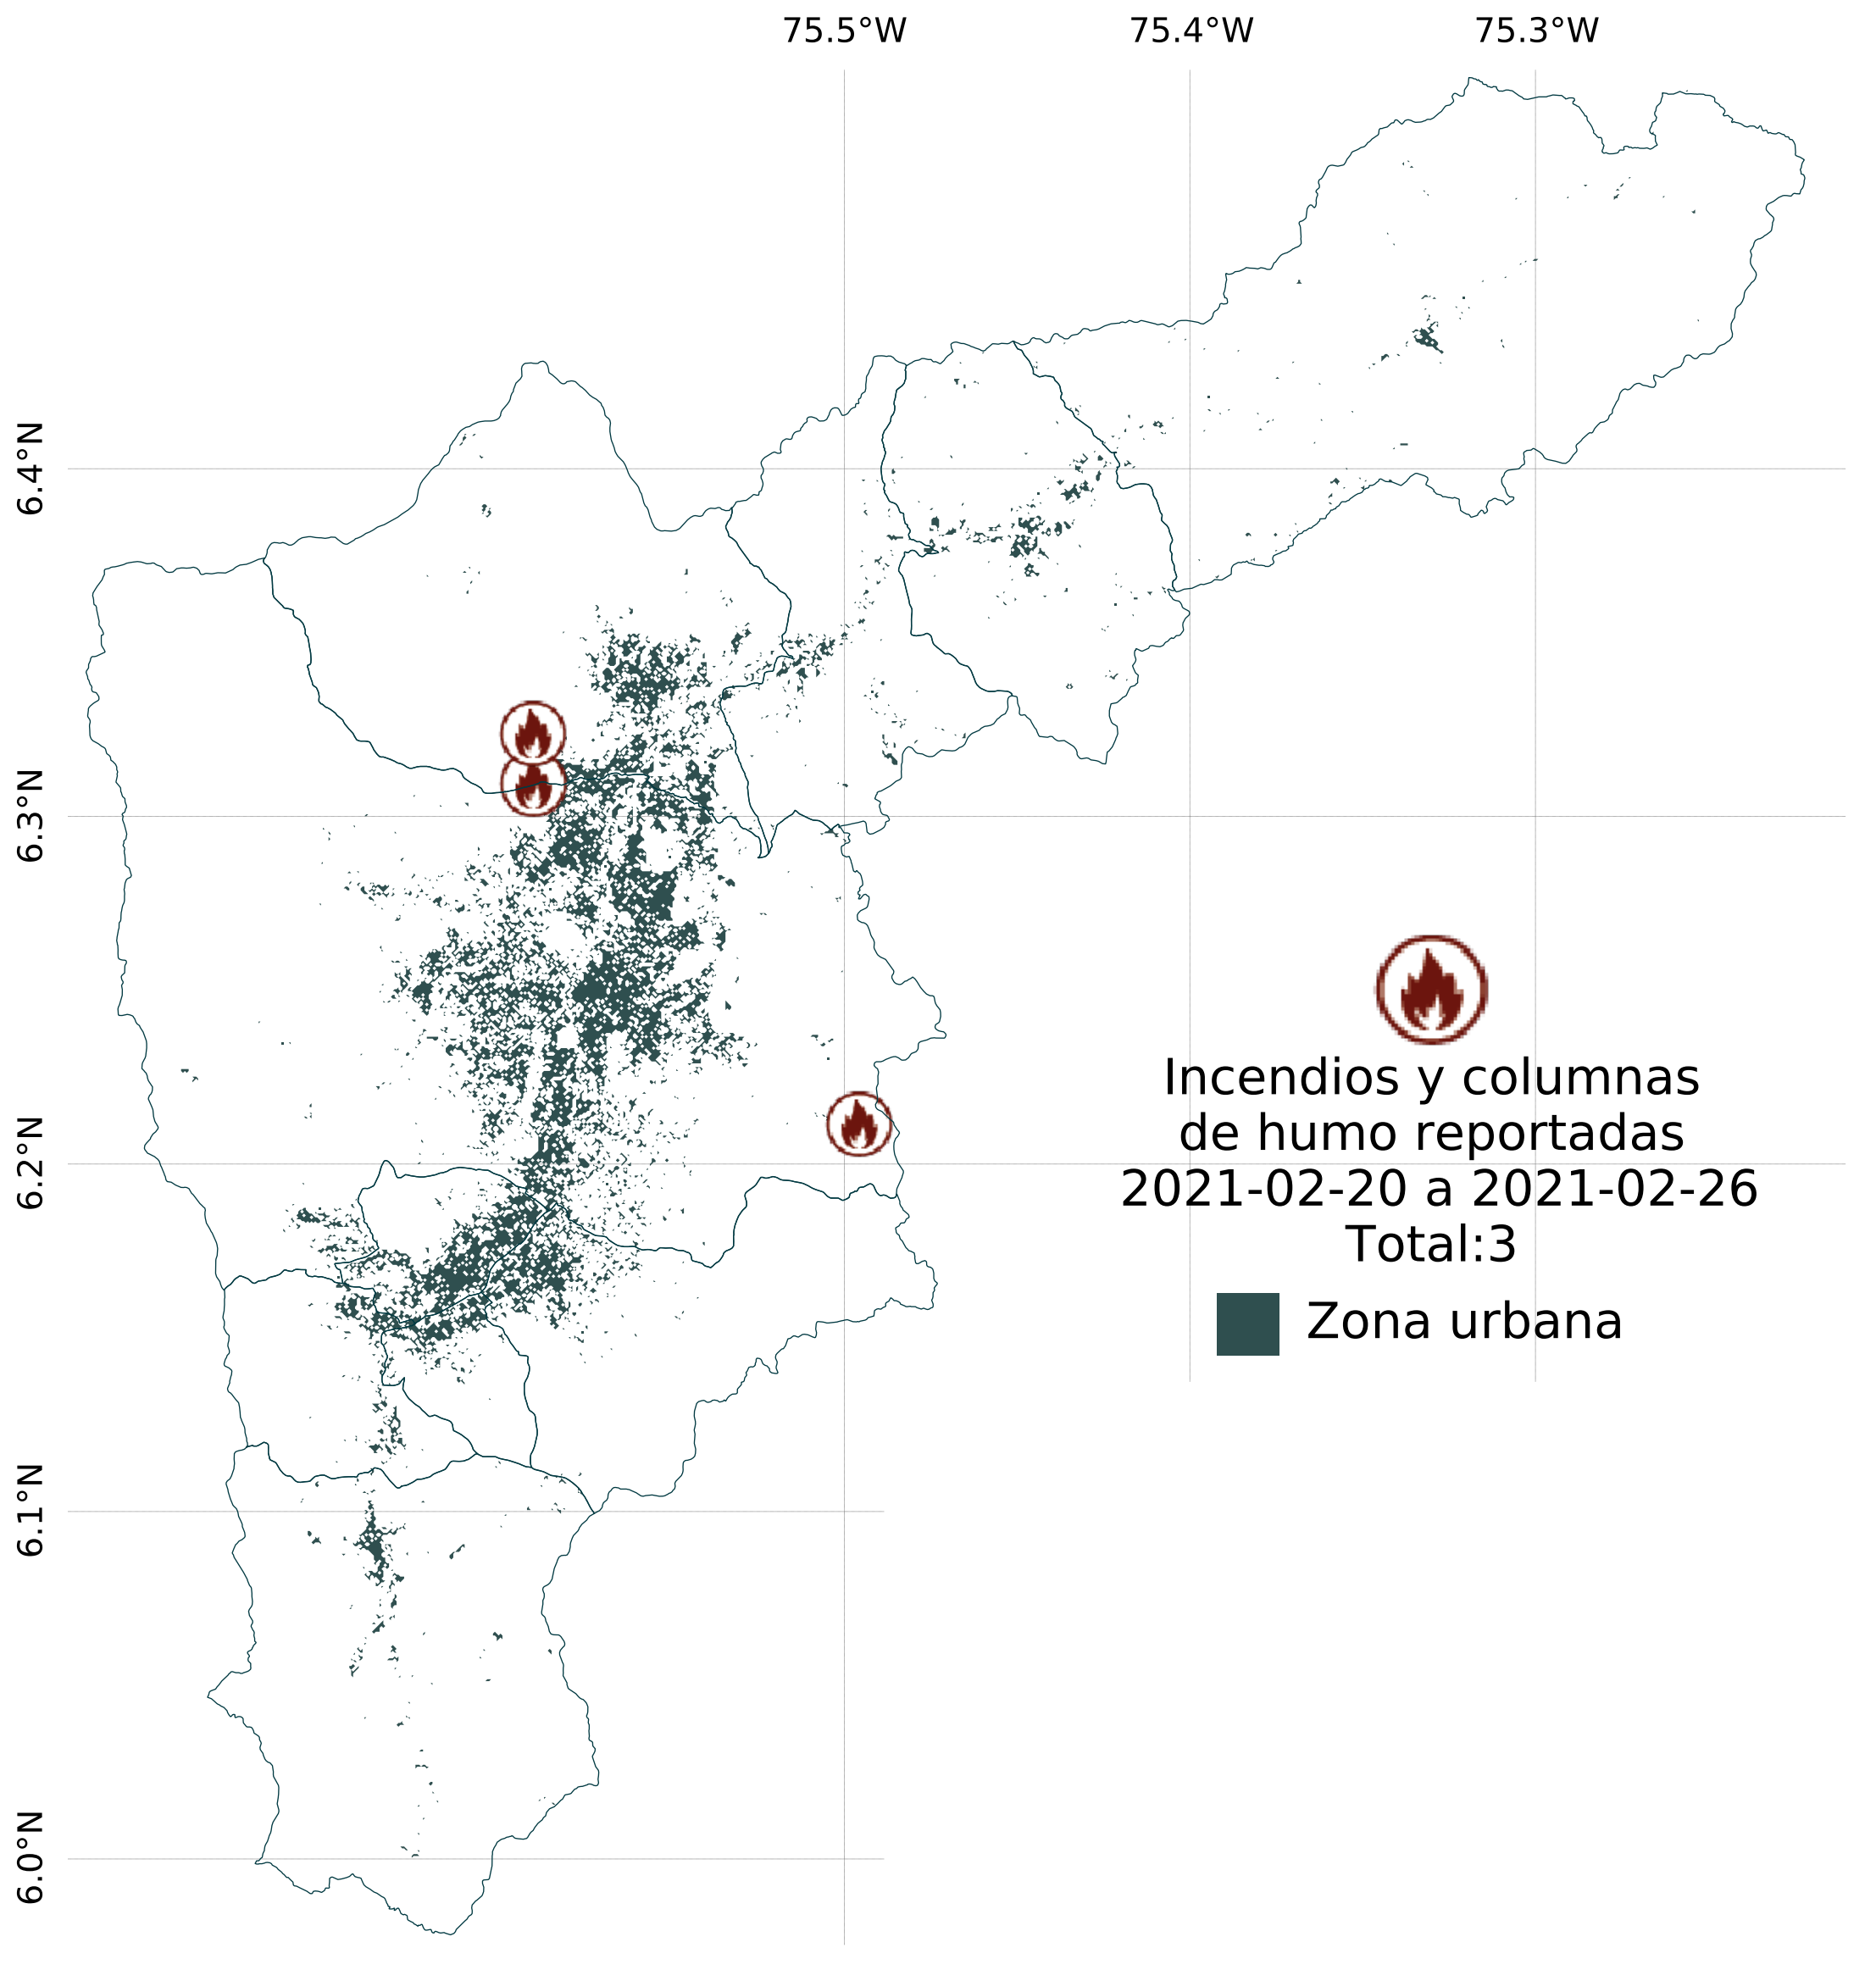 75.5°W 75.4°W 75.3°W
6.4°N
6.3°N
6.2°N
6.1°N
6.0°N
Incendios y columnas
de humo reportadas
2021-02-20 a 2021-02-26
Total:3
Zona urbana